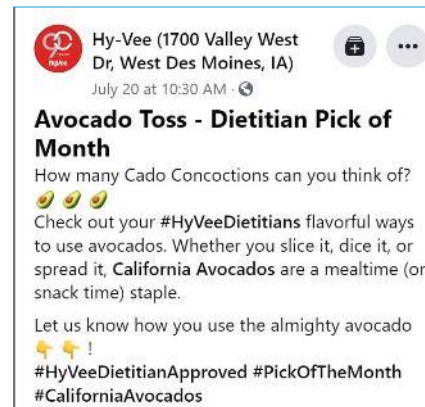 90
HyVee
Hy-Vee (1700 Valley West
Dr, West Des Moines, IA)
July 20 at 10:30 AM ·
Avocado Toss - Dietitian Pick of
Month
How many Cado Concoctions can you think of?
🥑 🥑 🥑
Check out your #HyVeeDietitians flavorful ways
to use avocados. Whether you slice it, dice it, or
spread it, California Avocados are a mealtime (or
snack time) staple.
Let us know how you use the almighty avocado
👇 👇 !
#HyVeeDietitianApproved #PickOfTheMonth
#CaliforniaAvocados